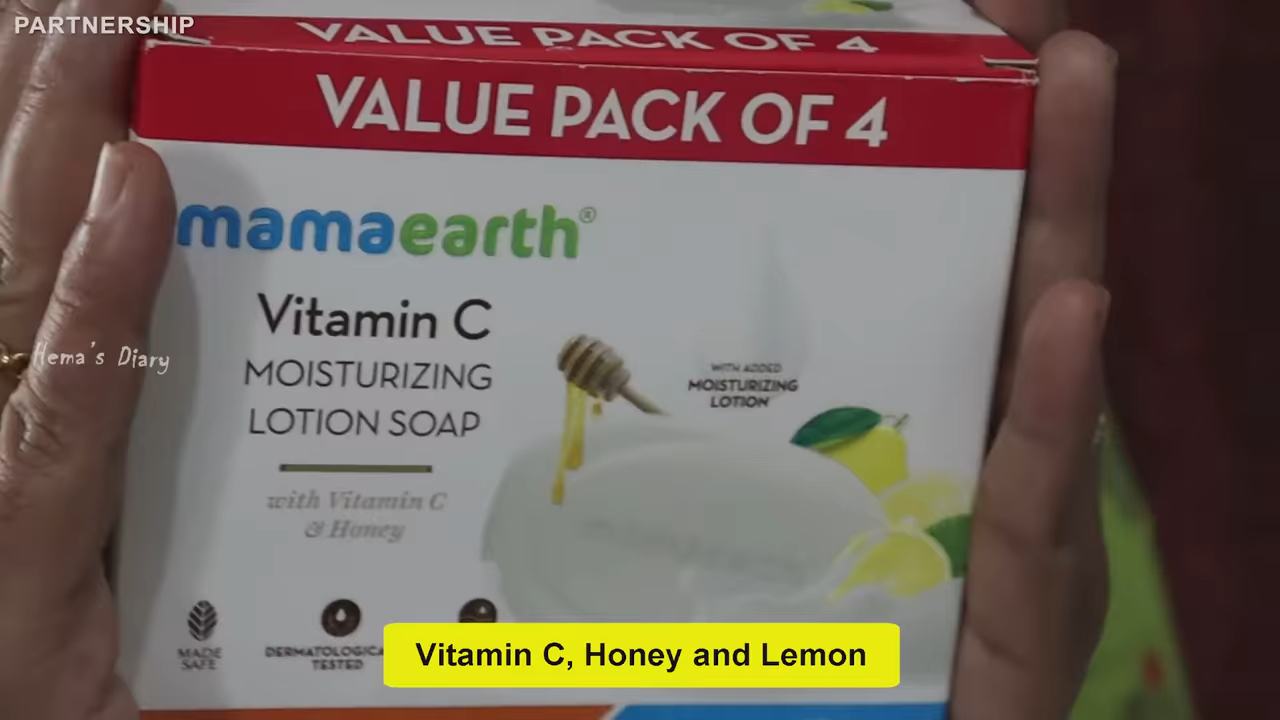 PARTNERSHIP
VALUE PACK OF 4
VALUE PACK OF 4
mamaearth®
Vitamin C
MOISTURIZING
LOTION SOAP
with Vitamin C
& Honey
WITH ADDED
MOISTURIZING
LOTION
Hema's Diary
MADE
SAFE
DERMATOLOGICA
TESTED
Vitamin C, Honey and Lemon